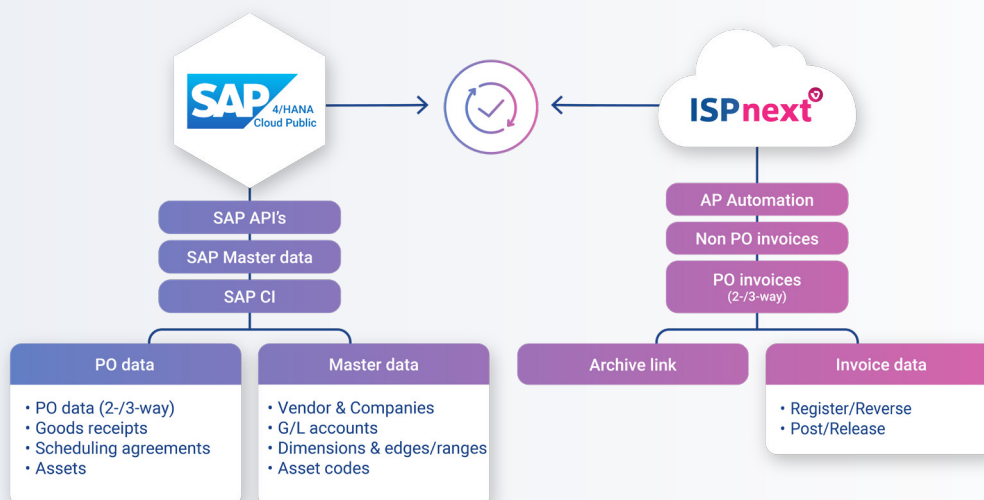 SAP
4/HANA
Cloud Public
ISPnext
SAP API's
SAP Master data
SAP CI
AP Automation
Non PO invoices
PO invoices
(2-/3-way)
PO data
• PO data (2-/3-way)
• Goods receipts
• Scheduling agreements
• Assets
Master data
• Vendor & Companies
• G/L accounts
• Dimensions & edges/ranges
• Asset codes
Archive link
Invoice data
• Register/Reverse
• Post/Release